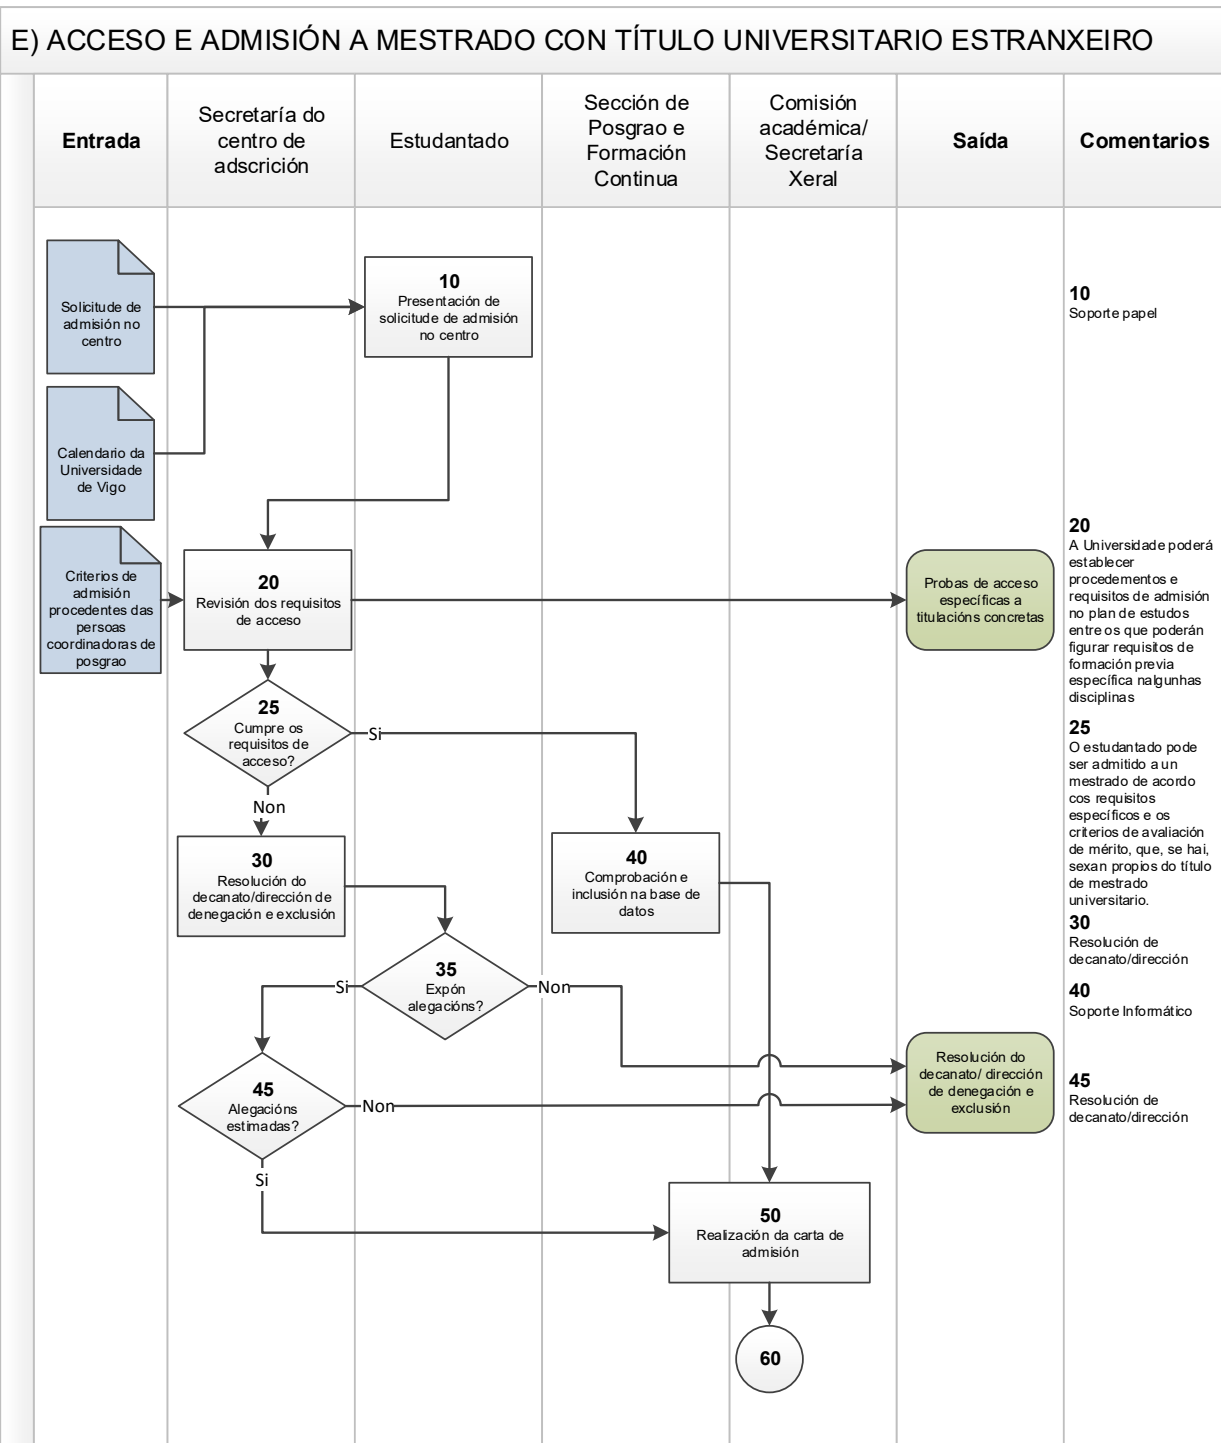 E) ACCESO E ADMISIÓN A MESTRADO CON TÍTULO UNIVERSITARIO ESTRANXEIRO
Entrada
Secretaría do
centro de
adscrición
Estudantado
Sección de
Posgrao e
Formación
Continua
Comisión
académica/
Secretaría
Xeral
Saída
Comentarios
Solicitude de
admisión no
centro
10
Presentación de
solicitude de admisión
no centro
10
Soporte papel
Calendario da
Universidade
de Vigo
Criterios de
admisión
procedentes das
persoas
coordinadoras de
posgrao
20
Revisión dos requisitos
de acceso
Probas de acceso
específicas a
titulacións concretas
20
A Universidade poderá
establecer
procedementos e
requisitos de admisión
no plan de estudos
entre os que poderán
figurar requisitos de
formación previa
específica nalgunhas
disciplinas
25
Cumpre os
requisitos de
acceso?
Si
Non
25
O estudantado pode
ser admitido a un
mestrado de acordo
cos requisitos
específicos e os
criterios de avaliación
de mérito, que, se hai,
sexan propios do título
de mestrado
universitario.
30
Resolución do
decanato/dirección de
denegación e exclusión
40
Comprobación e
inclusión na base de
datos
30
Resolución de
decanato/dirección
35
Expón
alegacións?
Si
Non
40
Soporte Informático
45
Alegacións
estimadas?
Non
Si
Resolución do
decanato/ dirección
de denegación e
exclusión
45
Resolución de
decanato/dirección
50
Realización da carta de
admisión
60